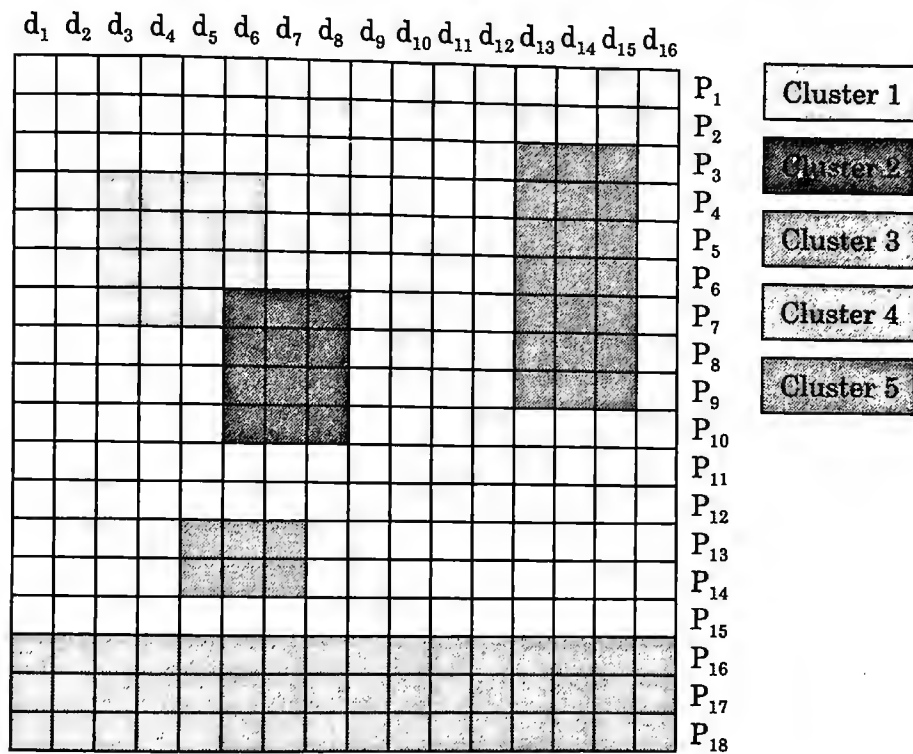 d₁ d₂ d₃ d₄ d₅ d₆ d₇ d₈ d₉ d₁₀ d₁₁ d₁₂ d₁₃ d₁₄ d₁₅ d₁₆
P₁
P₂
P₃
P₄
P₅
P₆
P₇
P₈
P₉
P₁₀
P₁₁
P₁₂
P₁₃
P₁₄
P₁₅
P₁₆
P₁₇
P₁₈
Cluster 1
Cluster 2
Cluster 3
Cluster 4
Cluster 5